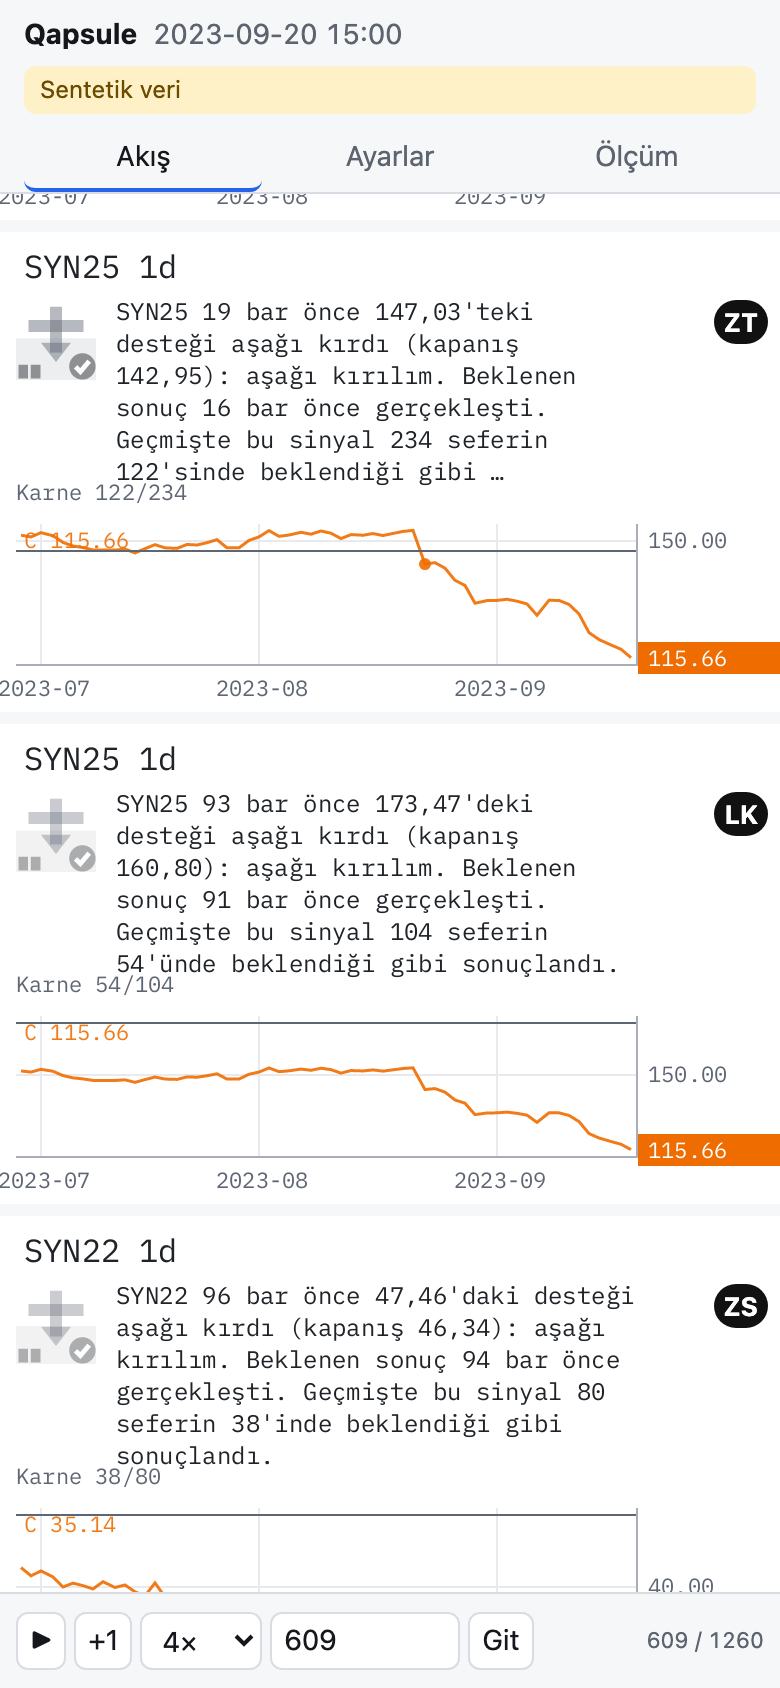 Qapsule 2023-09-20 15:00
Sentetik veri
Akış Ayarlar Ölçüm
2023-07 2023-08 2023-09
SYN25 1d
SYN25 19 bar önce 147,03'teki
desteği aşağı kırdı (kapanış
142,95): aşağı kırılım. Beklenen
sonuç 16 bar önce gerçekleşti.
Geçmişte bu sinyal 234 seferin
122'sinde beklendiği gibi …
ZT
Karne 122/234
C 115.66
150.00
115.66
2023-07 2023-08 2023-09
SYN25 1d
SYN25 93 bar önce 173,47'deki
desteği aşağı kırdı (kapanış
160,80): aşağı kırılım. Beklenen
sonuç 91 bar önce gerçekleşti.
Geçmişte bu sinyal 104 seferin
54'ünde beklendiği gibi sonuçlandı.
LK
Karne 54/104
C 115.66
150.00
115.66
2023-07 2023-08 2023-09
SYN22 1d
SYN22 96 bar önce 47,46'daki desteği
aşağı kırdı (kapanış 46,34): aşağı
kırılım. Beklenen sonuç 94 bar önce
gerçekleşti. Geçmişte bu sinyal 80
seferin 38'inde beklendiği gibi
sonuçlandı.
ZS
Karne 38/80
C 35.14
40.00
+1 4× 609 Git 609 / 1260